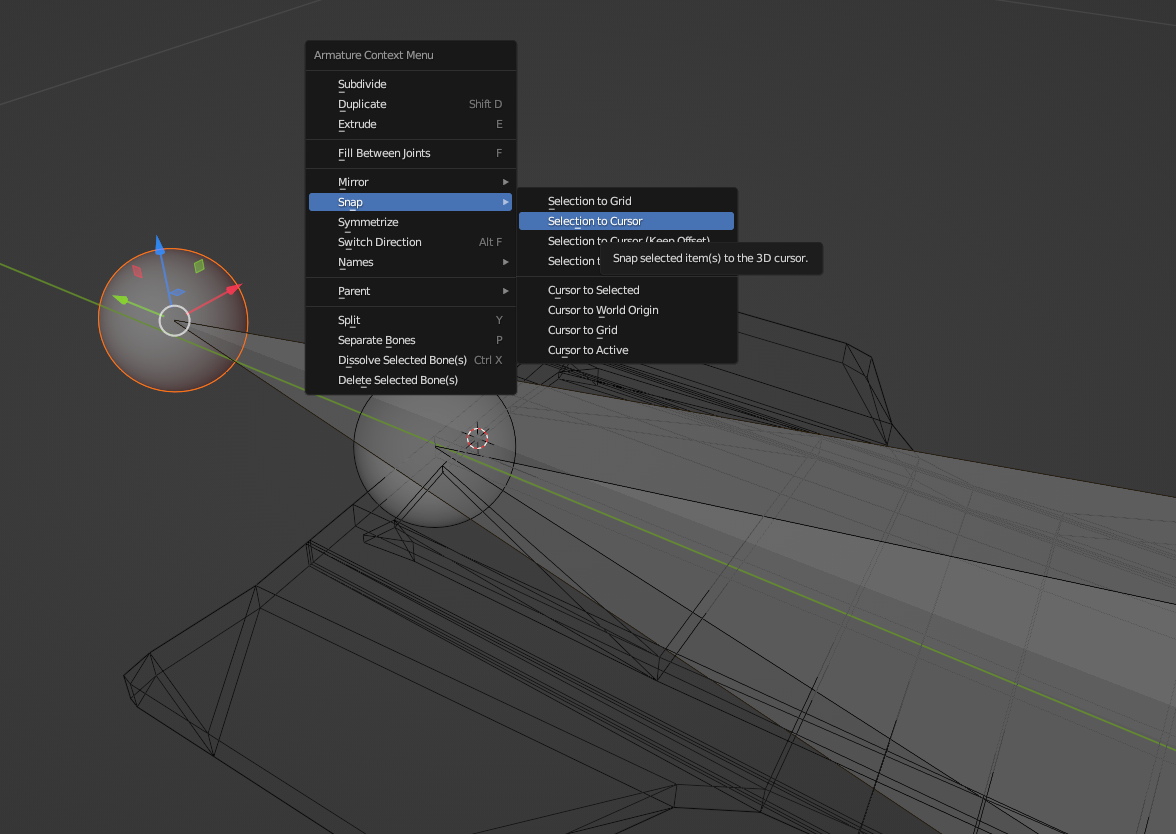 Armature Context Menu
Subdivide
Duplicate Shift D
Extrude E
Fill Between Joints F
Mirror
Snap
Symmetrize
Switch Direction Alt F
Names
Parent
Split Y
Separate Bones P
Dissolve Selected Bone(s) Ctrl X
Delete Selected Bone(s)
Selection to Grid
Selection to Cursor
Selection to Cursor (Keep Offset)
Selection t
Snap selected item(s) to the 3D cursor.
Cursor to Selected
Cursor to World Origin
Cursor to Grid
Cursor to Active